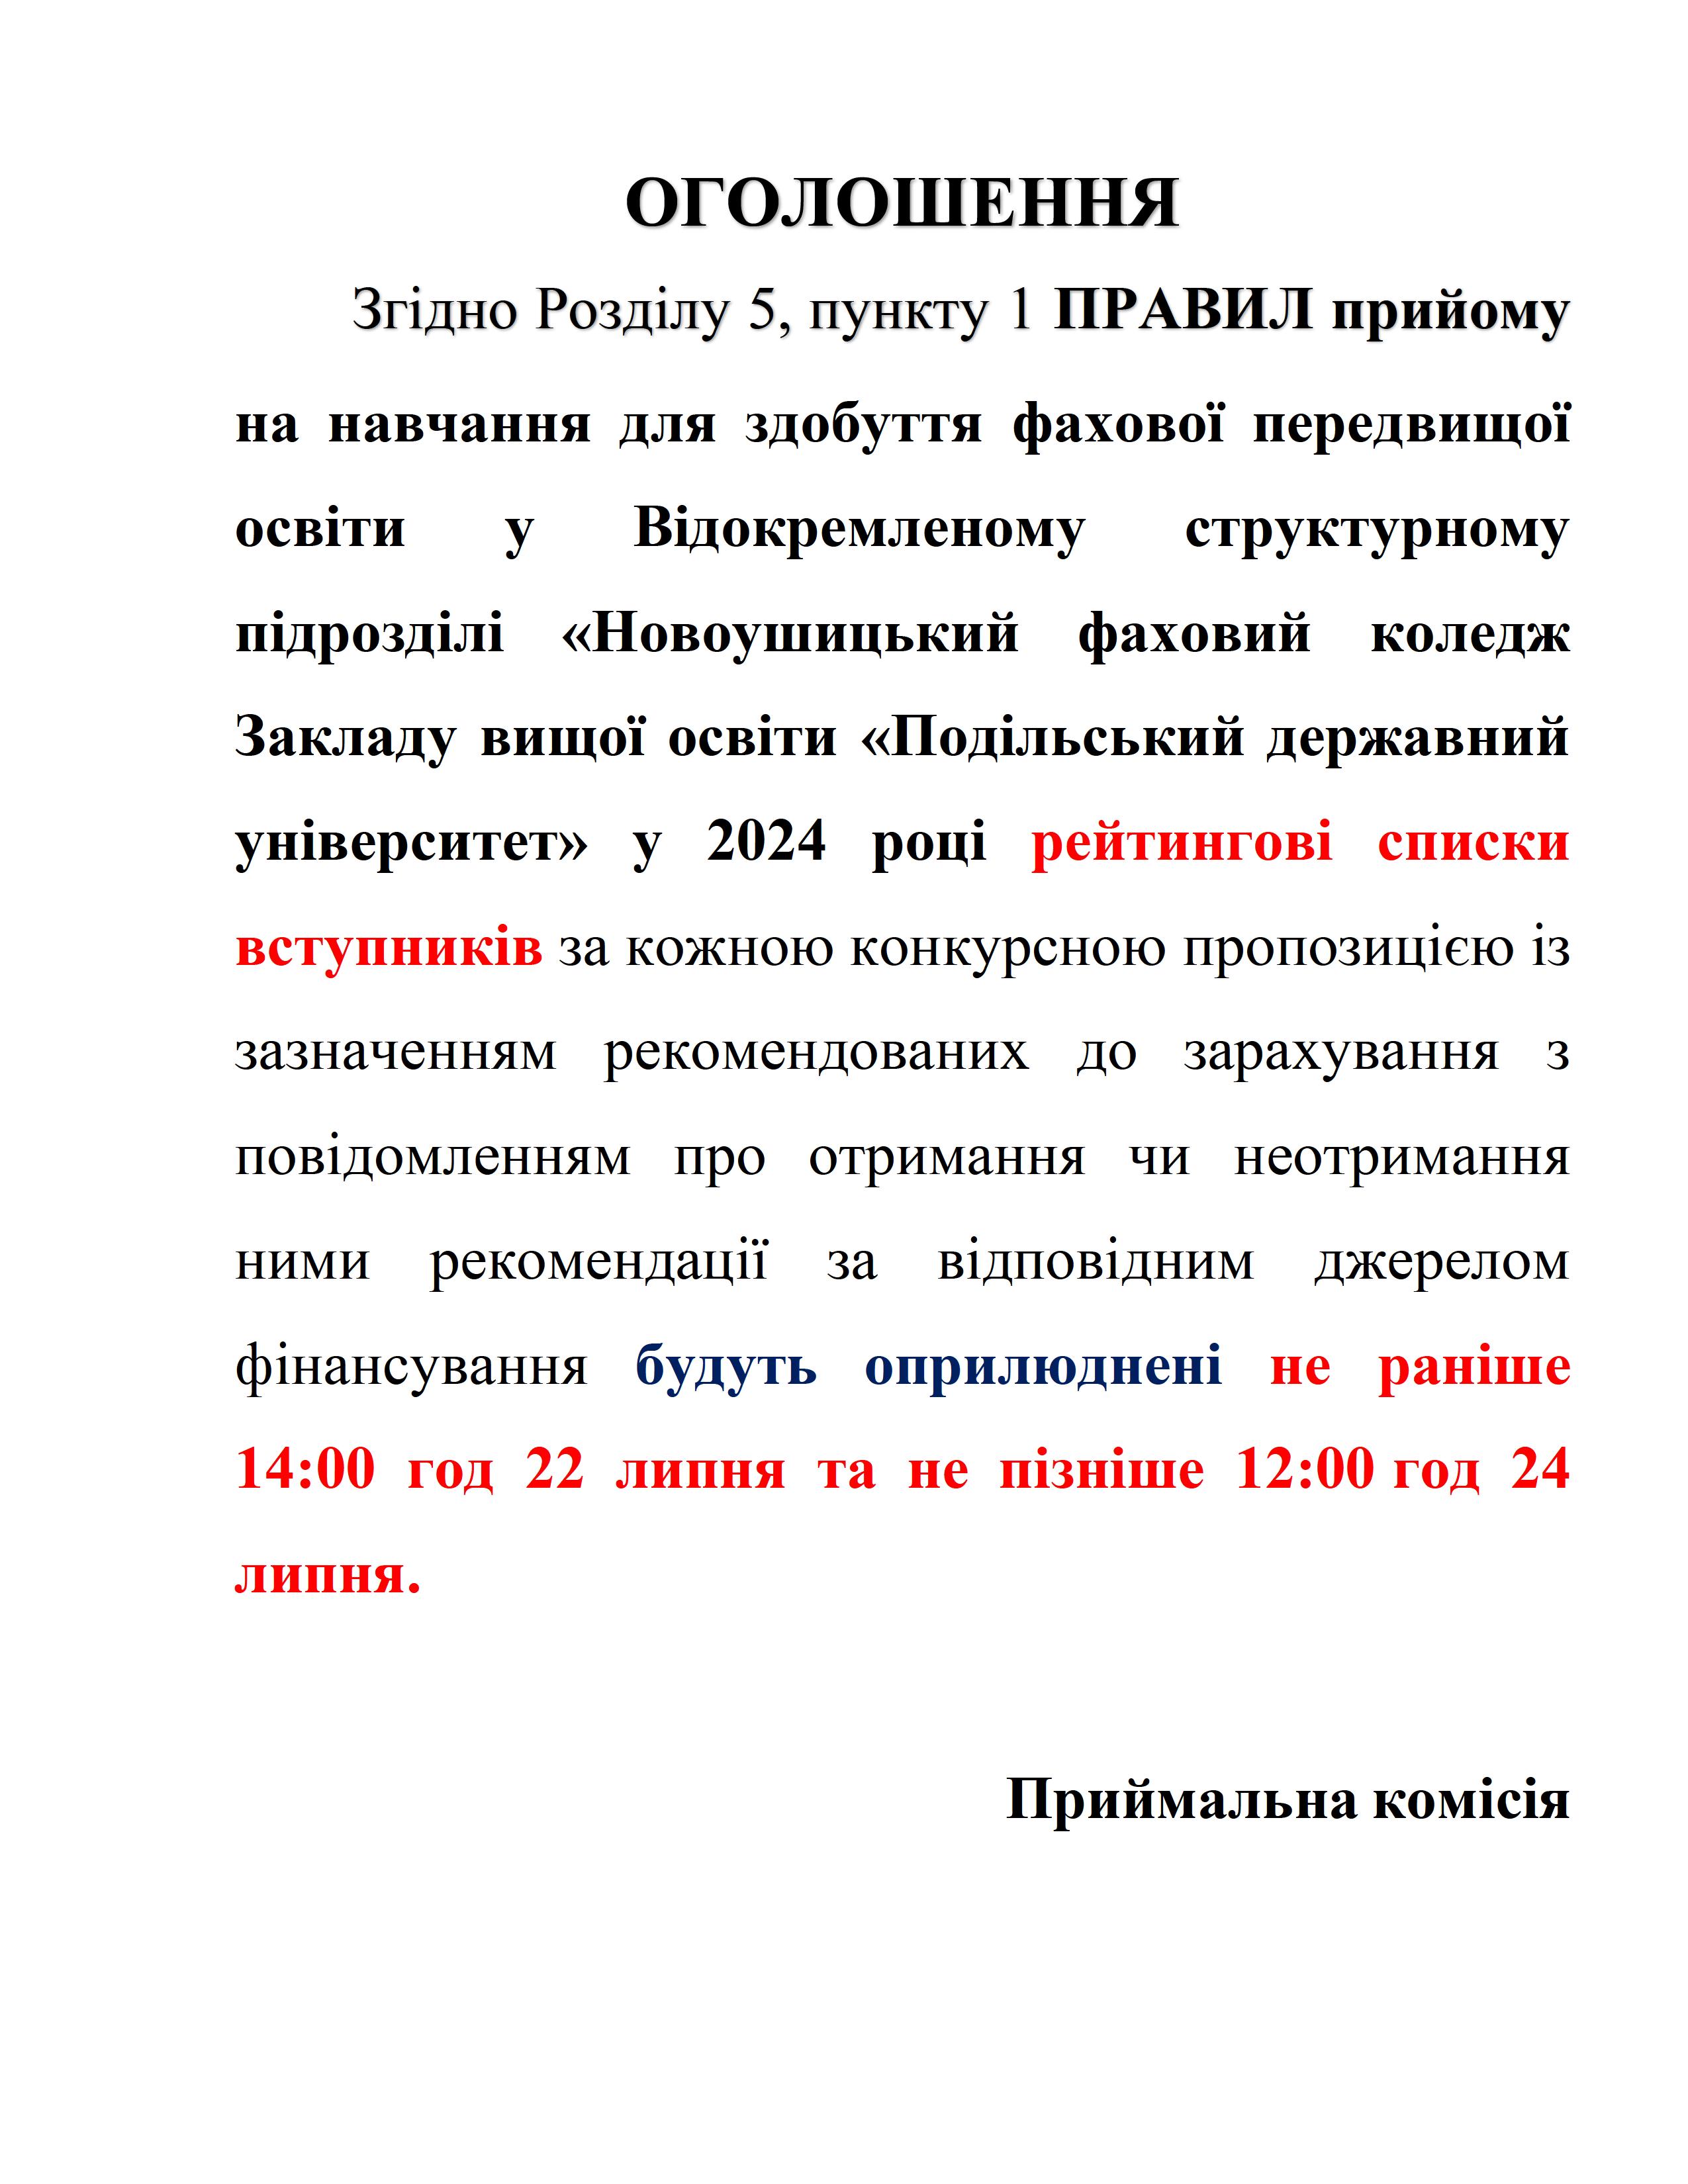 ОГОЛОШЕННЯ
Згідно Розділу 5, пункту 1 ПРАВИЛ прийому
на навчання для здобуття фахової передвищої
освіти у Відокремленому структурному
підрозділі «Новоушицький фаховий коледж
Закладу вищої освіти «Подільський державний
університет» у 2024 році рейтингові списки
вступників за кожною конкурсною пропозицією із
зазначенням рекомендованих до зарахування з
повідомленням про отримання чи неотримання
ними рекомендації за відповідним джерелом
фінансування будуть оприлюднені не раніше
14:00 год 22 липня та не пізніше 12:00 год 24
липня.
Приймальна комісія